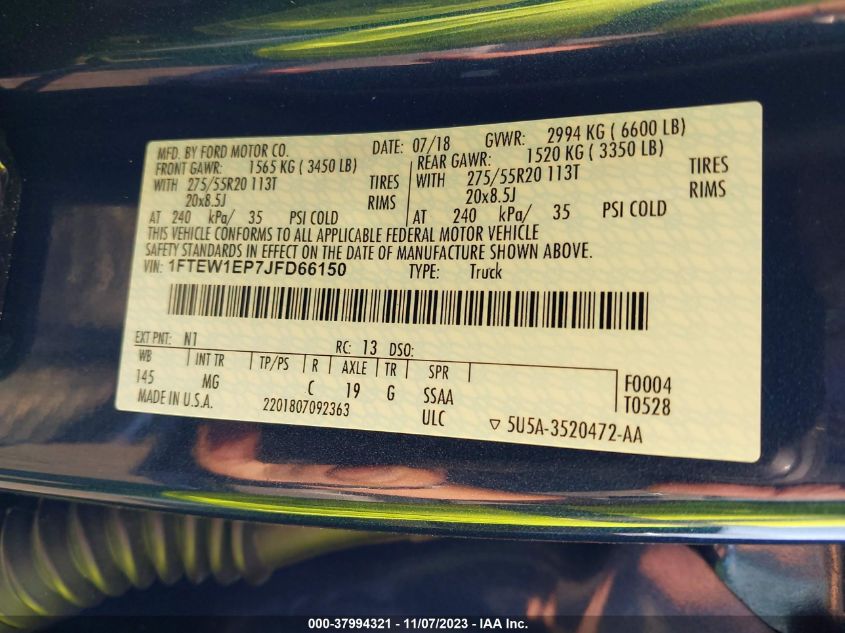 MFD. BY FORD MOTOR CO.
DATE: 07/18 GVWR: 2994 KG ( 6600 LB)
FRONT GAWR: 1565 KG ( 3450 LB)
WITH 275/55R20 113T TIRES
20x8.5J RIMS
AT 240 kPa/ 35 PSI COLD
REAR GAWR: 1520 KG ( 3350 LB)
WITH 275/55R20 113T TIRES
20x8.5J RIMS
AT 240 kPa/ 35 PSI COLD
THIS VEHICLE CONFORMS TO ALL APPLICABLE FEDERAL MOTOR VEHICLE
SAFETY STANDARDS IN EFFECT ON THE DATE OF MANUFACTURE SHOWN ABOVE.
VIN: 1FTEW1EP7JFD66150 TYPE: Truck
EXT PNT: N1 RC: 13 DSO:
WB INT TR TP/PS R AXLE TR SPR
145 MG C 19 G SSAA
F0004
T0528
MADE IN U.S.A. 2201807092363 ULC ▽ 5U5A-3520472-AA
000-37994321 - 11/07/2023 - IAA Inc.